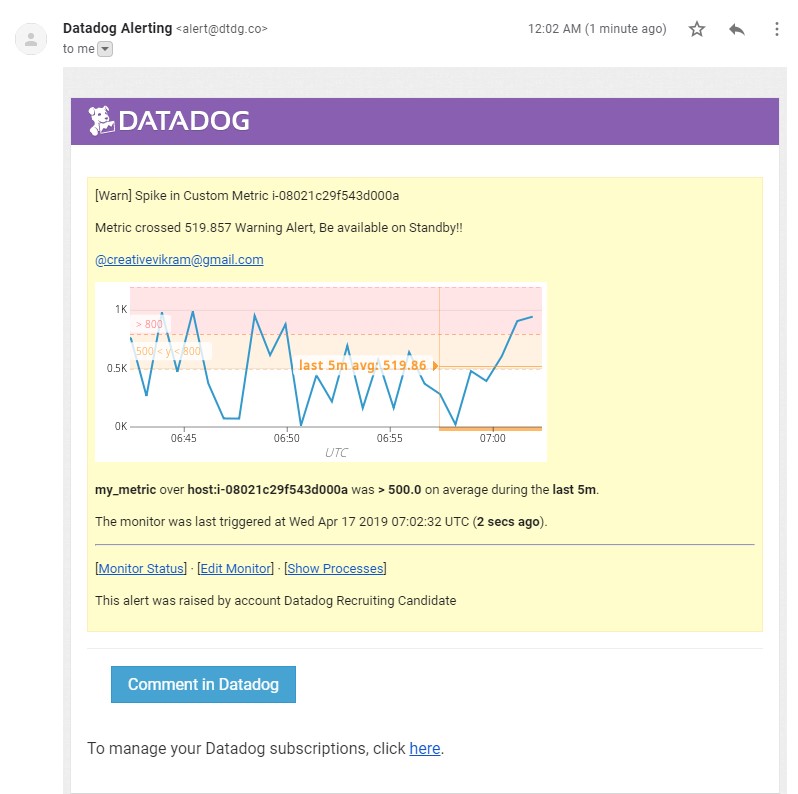 Datadog Alerting <alert@dtdg.co> 12:02 AM (1 minute ago)
to me
DATADOG
[Warn] Spike in Custom Metric i-08021c29f543d000a
Metric crossed 519.857 Warning Alert, Be available on Standby!!
@creativevikram@gmail.com
1K
> 800
500 < y < 800
0.5K
last 5m avg: 519.86
0K
06:45 06:50 06:55 07:00
UTC
my_metric over host:i-08021c29f543d000a was > 500.0 on average during the last 5m.
The monitor was last triggered at Wed Apr 17 2019 07:02:32 UTC (2 secs ago).
[Monitor Status] · [Edit Monitor] · [Show Processes]
This alert was raised by account Datadog Recruiting Candidate
Comment in Datadog
To manage your Datadog subscriptions, click here.